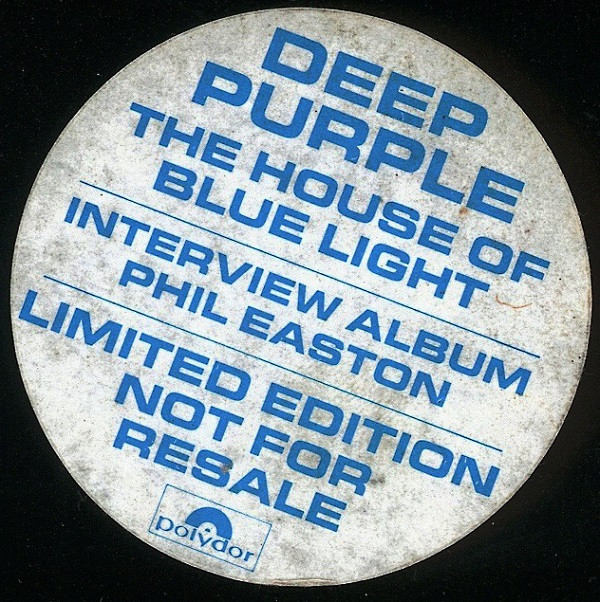 DEEP
PURPLE
THE HOUSE OF
BLUE LIGHT
INTERVIEW ALBUM
PHIL EASTON
LIMITED EDITION
NOT FOR
RESALE
polydor